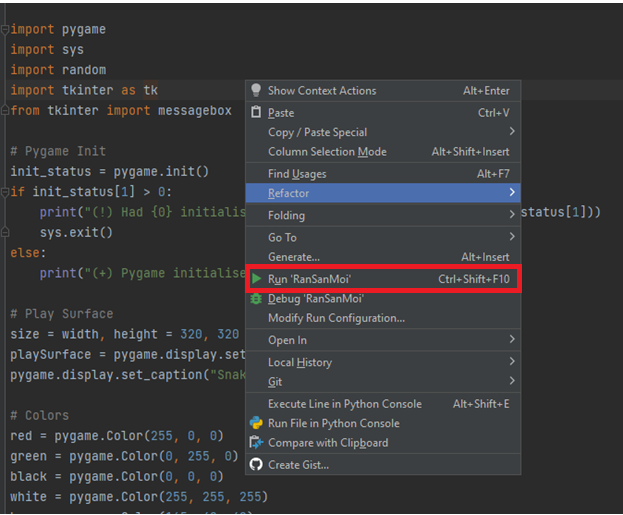 import pygame
import sys
import random
import tkinter as tk
from tkinter import messagebox
# Pygame Init
init_status = pygame.init()
if init_status[1] > 0:
print("(!) Had {0} initialis
status[1]))
sys.exit()
else:
print("(+) Pygame initialise
# Play Surface
size = width, height = 320, 320
playSurface = pygame.display.set
pygame.display.set_caption("Snak
# Colors
red = pygame.Color(255, 0, 0)
green = pygame.Color(0, 255, 0)
black = pygame.Color(0, 0, 0)
white = pygame.Color(255, 255, 255)
Show Context Actions Alt+Enter
Paste Ctrl+V
Copy / Paste Special
Column Selection Mode Alt+Shift+Insert
Find Usages Alt+F7
Refactor
Folding
Go To
Generate... Alt+Insert
Run 'RanSanMoi' Ctrl+Shift+F10
Debug 'RanSanMoi'
Modify Run Configuration...
Open In
Local History
Git
Execute Line in Python Console Alt+Shift+E
Run File in Python Console
Compare with Clipboard
Create Gist...